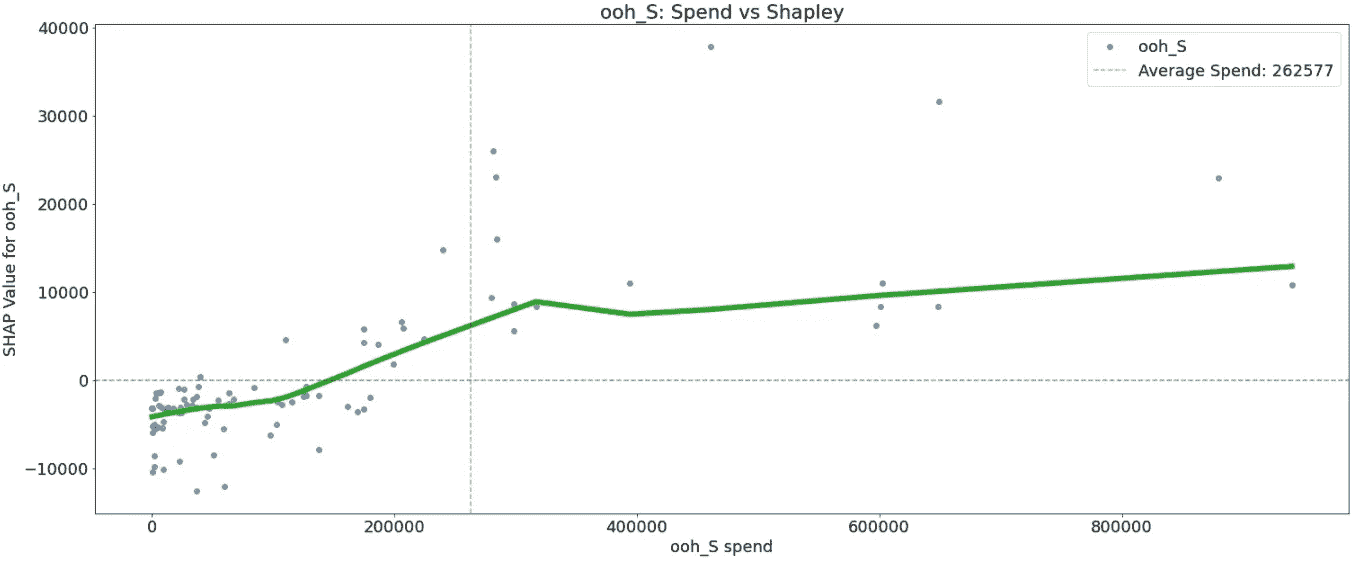 ooh_S: Spend vs Shapley
40000
30000
20000
10000
0
−10000
SHAP Value for ooh_S
ooh_S
Average Spend: 262577
0
200000
400000
600000
800000
ooh_S spend